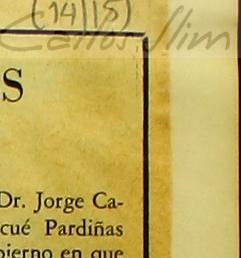 (14/15)
Carlos Slim
S
Dr. Jorge Ca-
cué Pardiñas
bierno en que